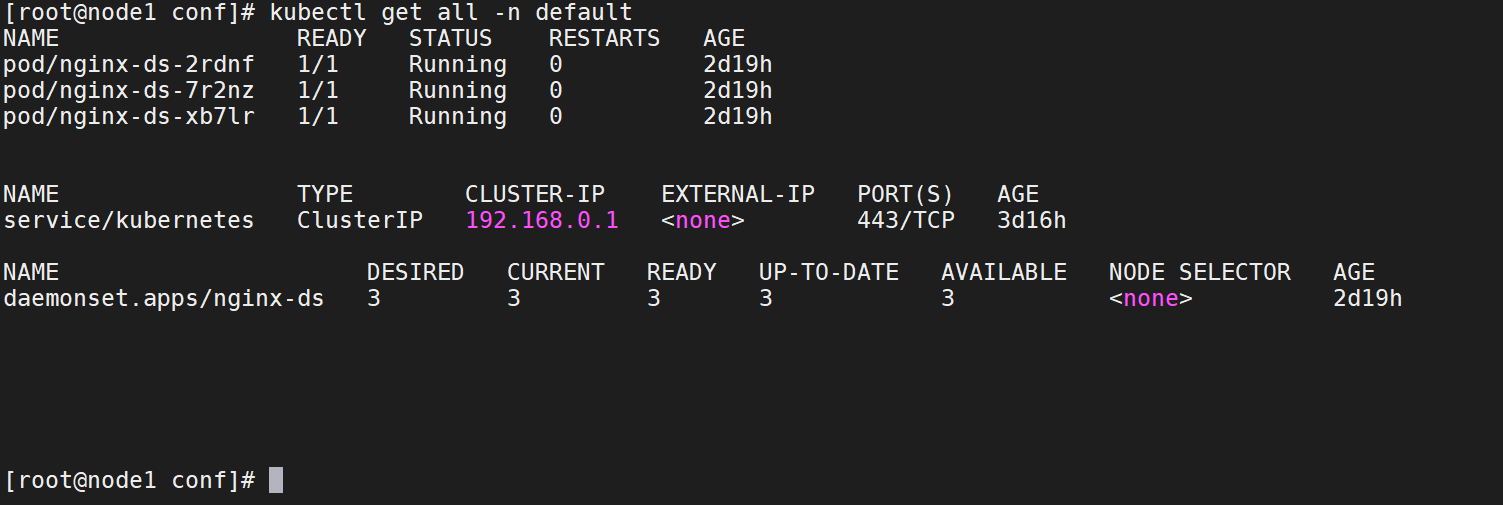 [root@node1 conf]# kubectl get all -n default
NAME                 READY   STATUS    RESTARTS   AGE
pod/nginx-ds-2rdnf   1/1     Running   0          2d19h
pod/nginx-ds-7r2nz   1/1     Running   0          2d19h
pod/nginx-ds-xb7lr   1/1     Running   0          2d19h
NAME                 TYPE        CLUSTER-IP    EXTERNAL-IP   PORT(S)   AGE
service/kubernetes   ClusterIP   192.168.0.1   <none>        443/TCP   3d16h
NAME                      DESIRED   CURRENT   READY   UP-TO-DATE   AVAILABLE   NODE SELECTOR   AGE
daemonset.apps/nginx-ds   3         3         3       3            3           <none>          2d19h
[root@node1 conf]#